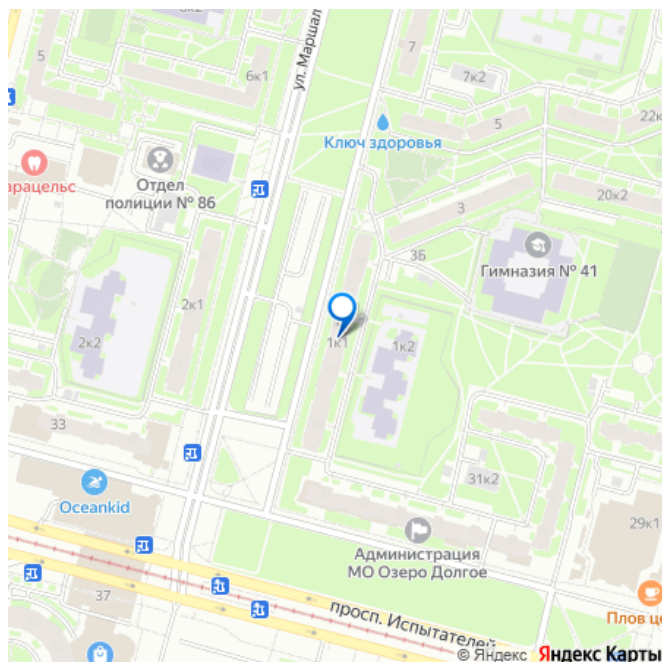 5
6к1
ул. Маршал
7
7к2
22к
5
Ключ здоровья
арацельс
Отдел
полиции № 86
20к2
3
3Б
Гимназия № 41
2к1
2к2
1к1
1к2
33
Oceankid
31к2
29к1
Администрация
МО Озеро Долгое
37
просп. Испытателей
Плов це
© Яндекс Яндекс Карты